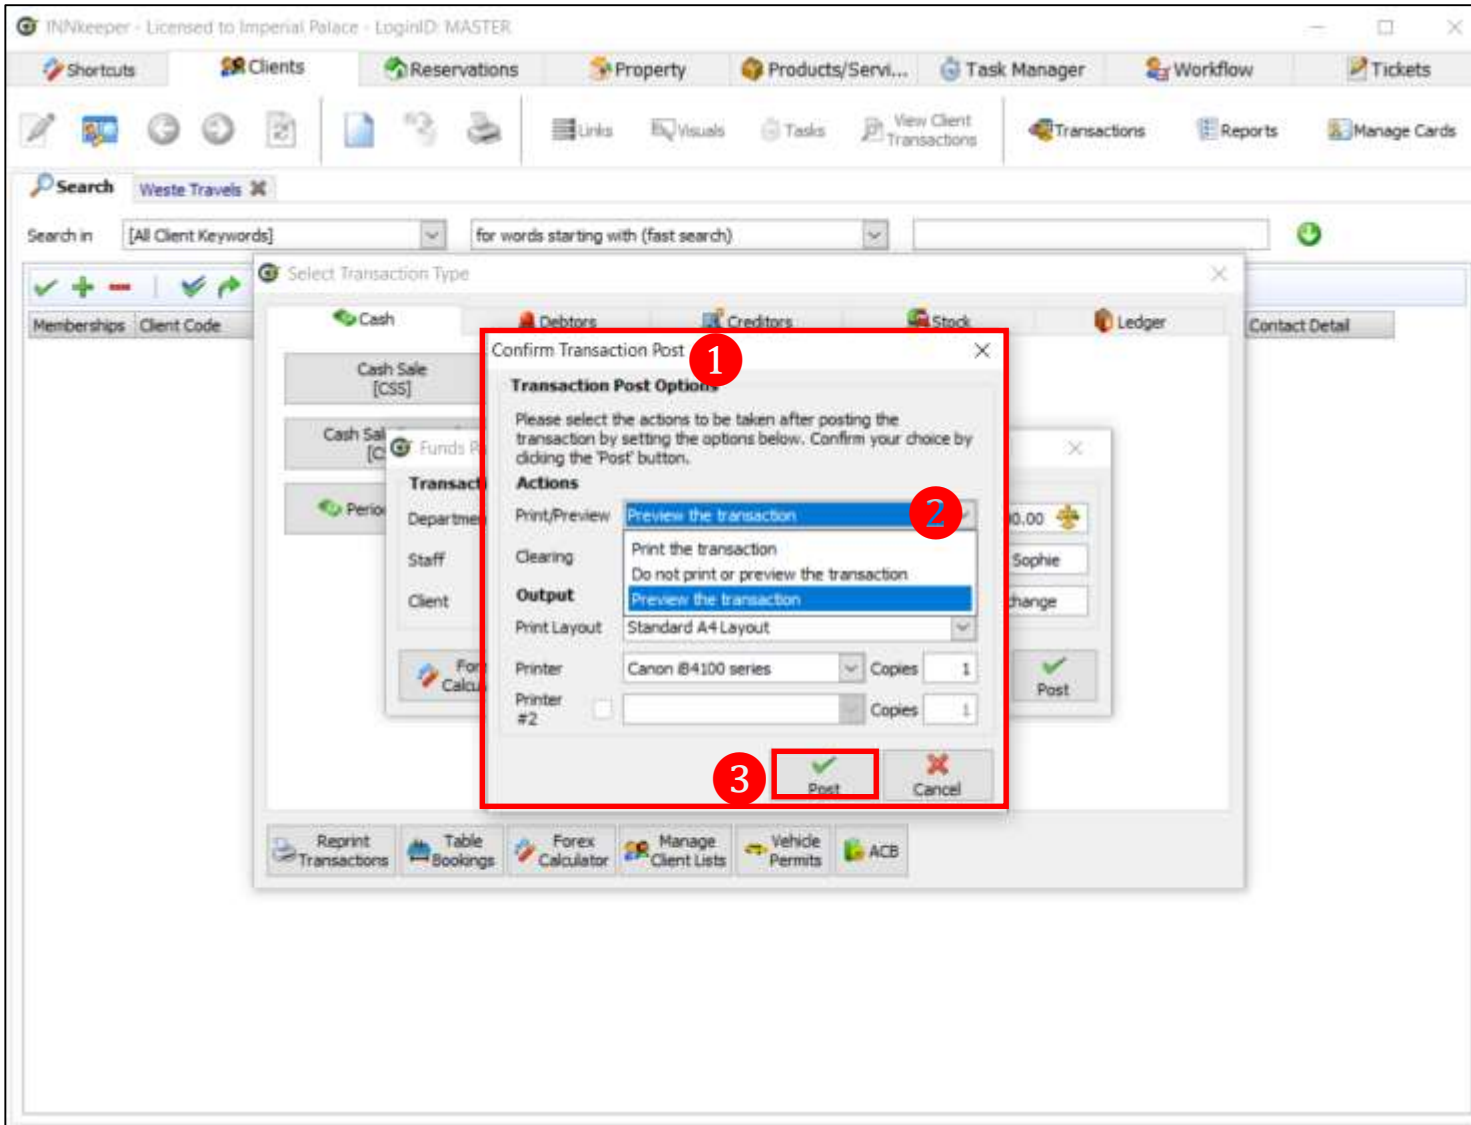 INNkeeper - Licensed to Imperial Palace - LoginID: MASTER
Shortcuts Clients Reservations Property Products/Servi... Task Manager Workflow Tickets
Links Visuals Tasks View Client Transactions Transactions Reports Manage Cards
Search Weste Travels
Search in [All Client Keywords] for words starting with (fast search)
Select Transaction Type
Memberships Client Code Contact Detail
Cash Debtors Creditors Stock Ledger
Cash Sale
[CSS]
Cash Sal
[C
Perio
Funds R
Transact
Department
Staff
Client
00.00
Sophie
change
For
Calcu
Post
Confirm Transaction Post
1
Transaction Post Options
Please select the actions to be taken after posting the
transaction by setting the options below. Confirm your choice by
clicking the 'Post' button.
Actions
Print/Preview Preview the transaction
2
Print the transaction
Clearing
Do not print or preview the transaction
Output
Preview the transaction
Print Layout Standard A4 Layout
Printer Canon iB4100 series Copies 1
Printer
#2 Copies 1
3
Post Cancel
Reprint
Transactions
Table
Bookings
Forex
Calculator
Manage
Client Lists
Vehicle
Permits
ACB